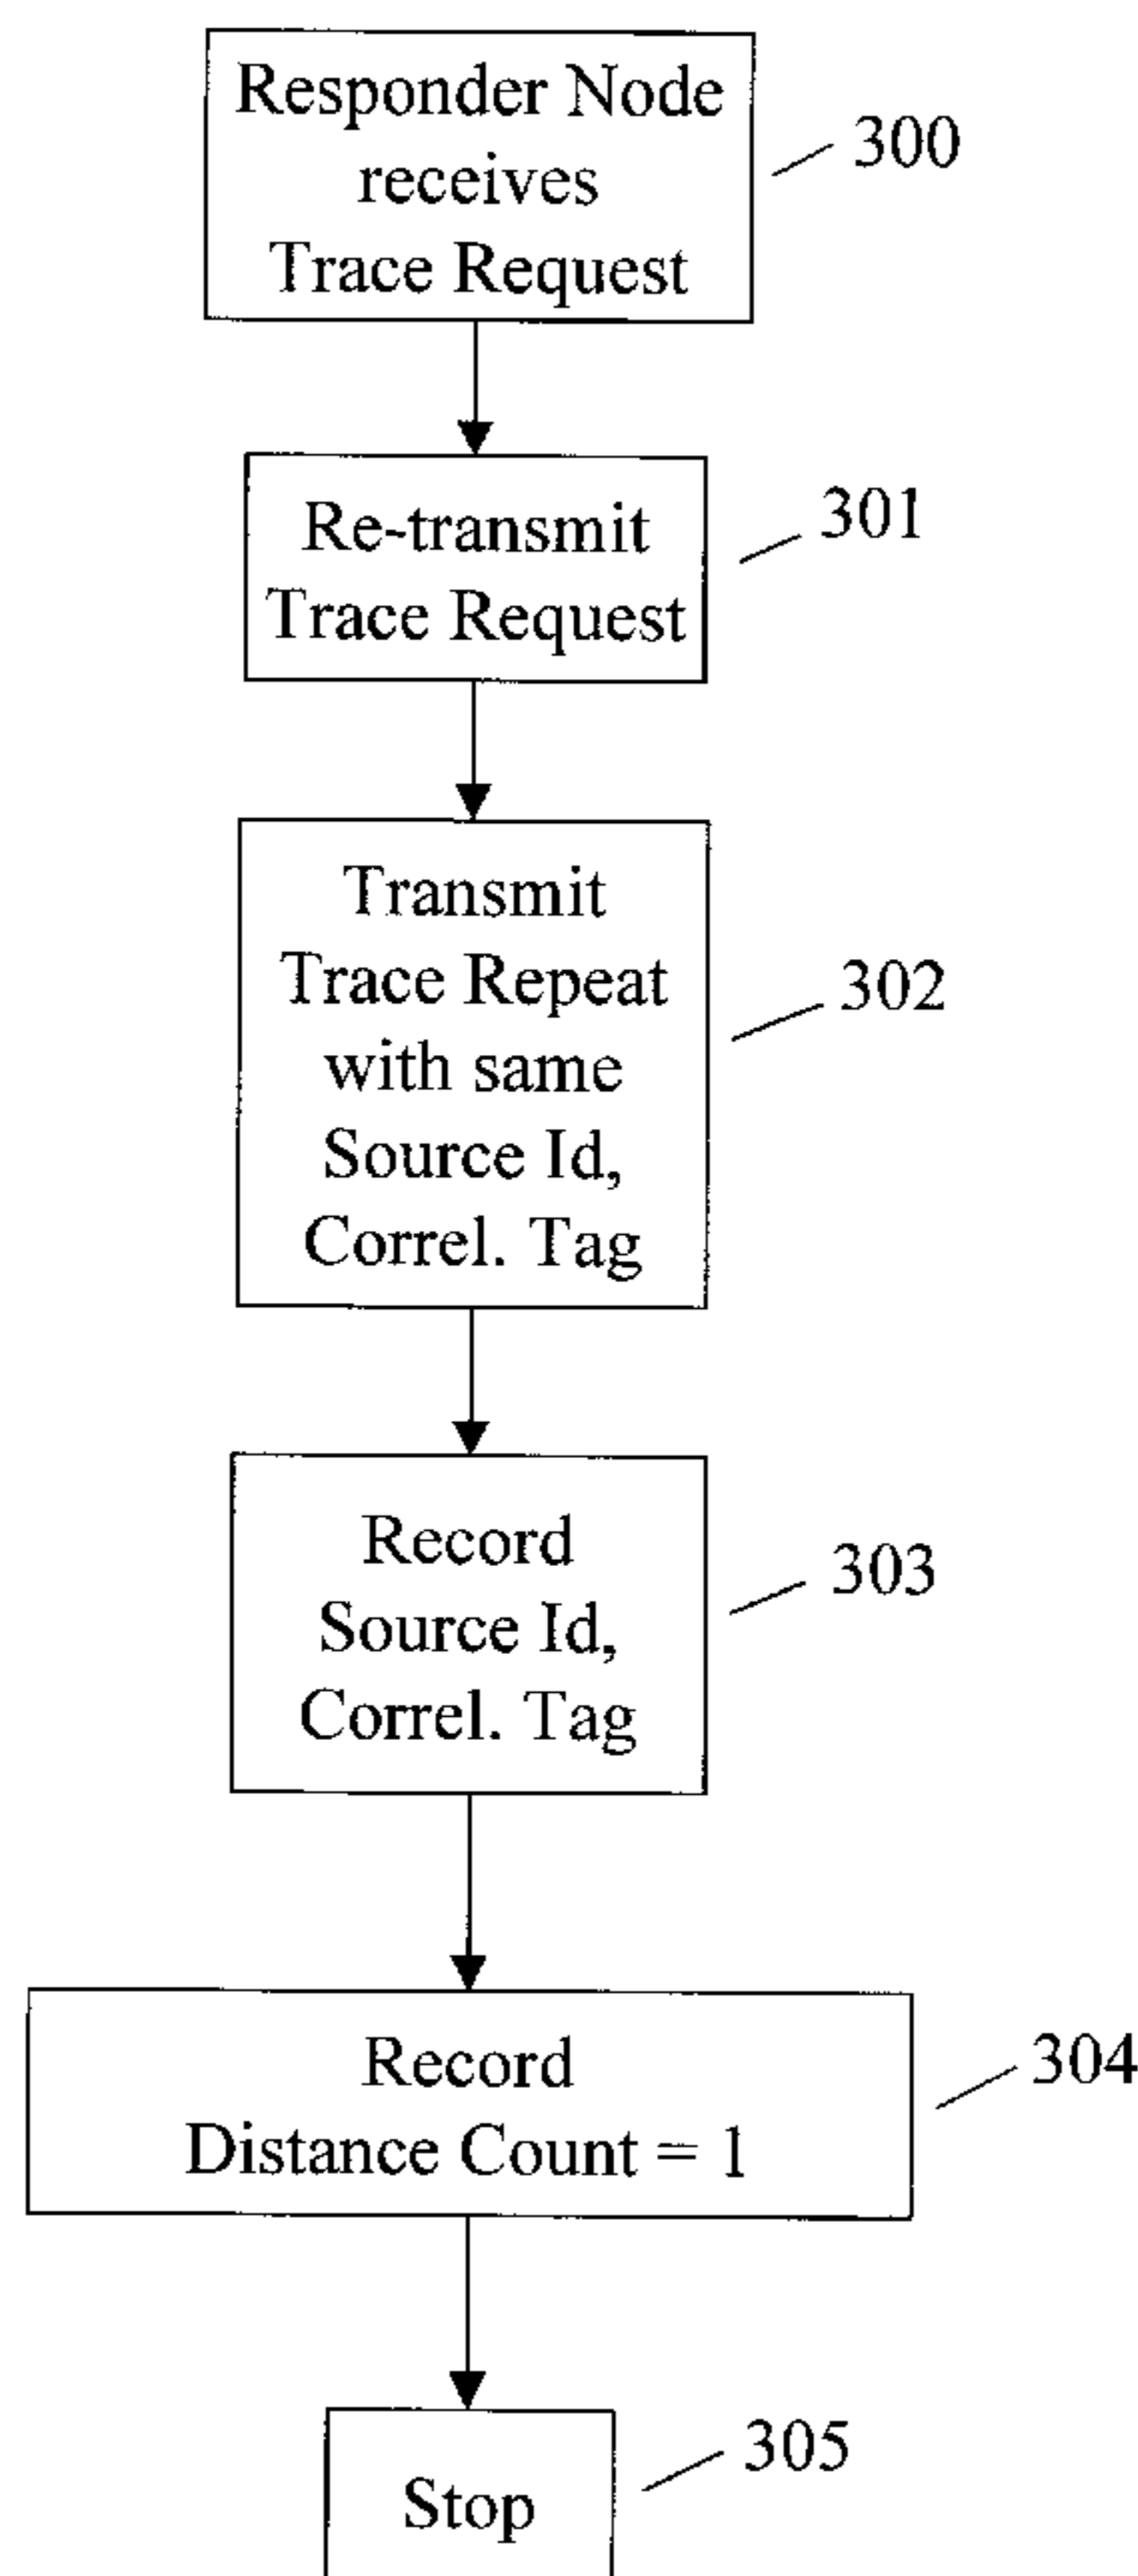 Responder Node
receives
Trace Request
300
Re-transmit
Trace Request
301
Transmit
Trace Repeat
with same
Source Id,
Correl. Tag
302
Record
Source Id,
Correl. Tag
303
Record
Distance Count = 1
304
Stop
305